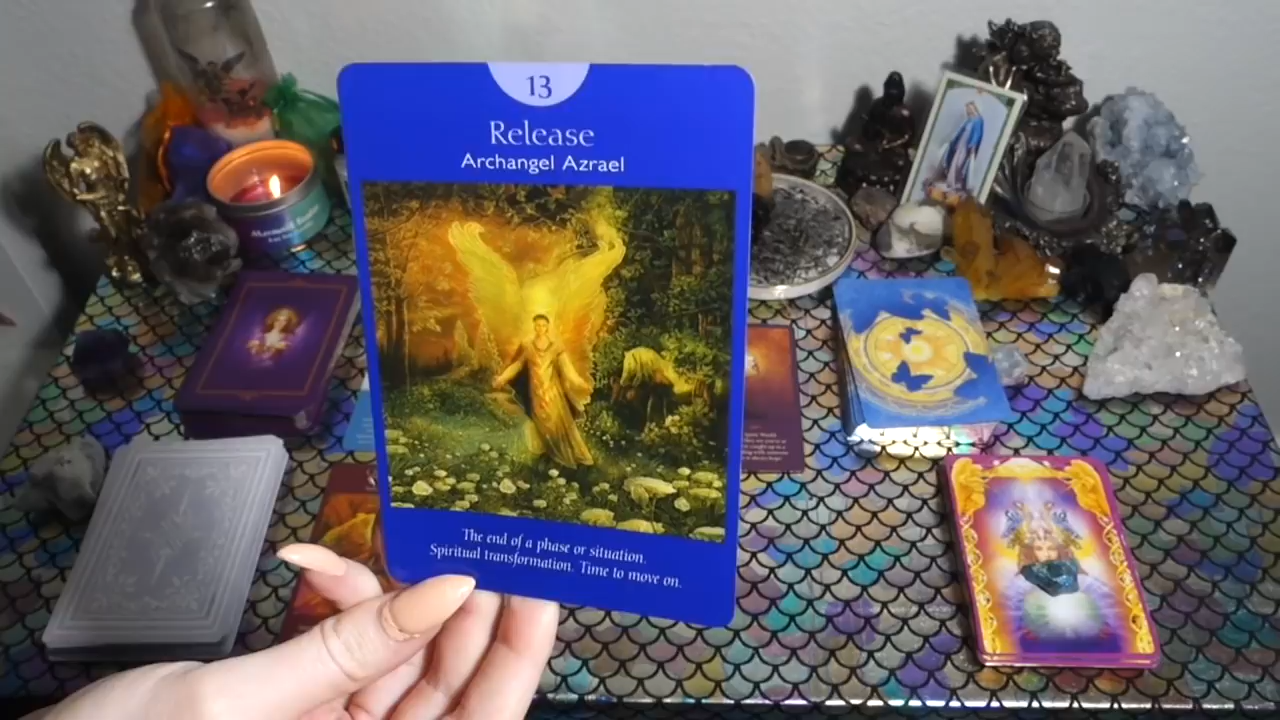 13
Release
Archangel Azrael
The end of a phase or situation.
Spiritual transformation. Time to move on.